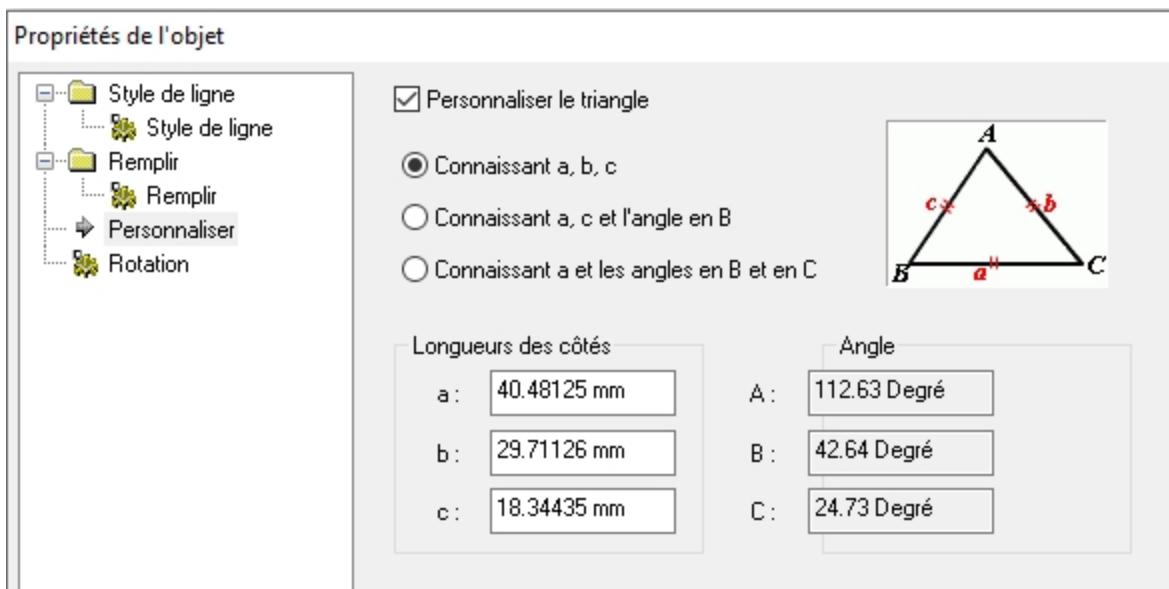 Propriétés de l'objet
Style de ligne
Style de ligne
Remplir
Remplir
Personnaliser
Rotation
Personnaliser le triangle
Connaissant a, b, c
Connaissant a, c et l'angle en B
Connaissant a et les angles en B et en C
A
c
b
B
a
C
Longueurs des côtés
a :
40.48125 mm
b :
29.71126 mm
c :
18.34435 mm
Angle
A :
112.63 Degré
B :
42.64 Degré
C :
24.73 Degré